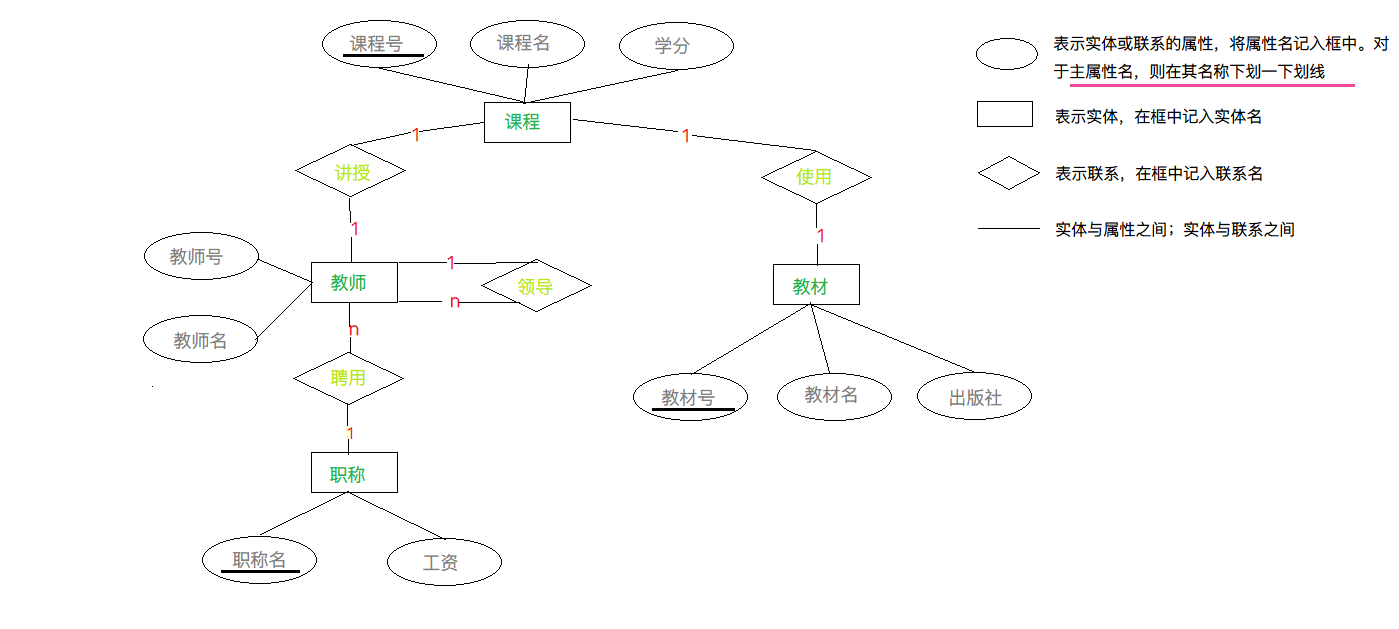 课程号
课程名
学分
课程
1
1
讲授
使用
1
1
教师号
教师
1
领导
n
教材
教师名
n
聘用
教材号
教材名
出版社
1
职称
职称名
工资
表示实体或联系的属性，将属性名记入框中。对
于主属性名，则在其名称下划一下划线
表示实体，在框中记入实体名
表示联系，在框中记入联系名
实体与属性之间；实体与联系之间